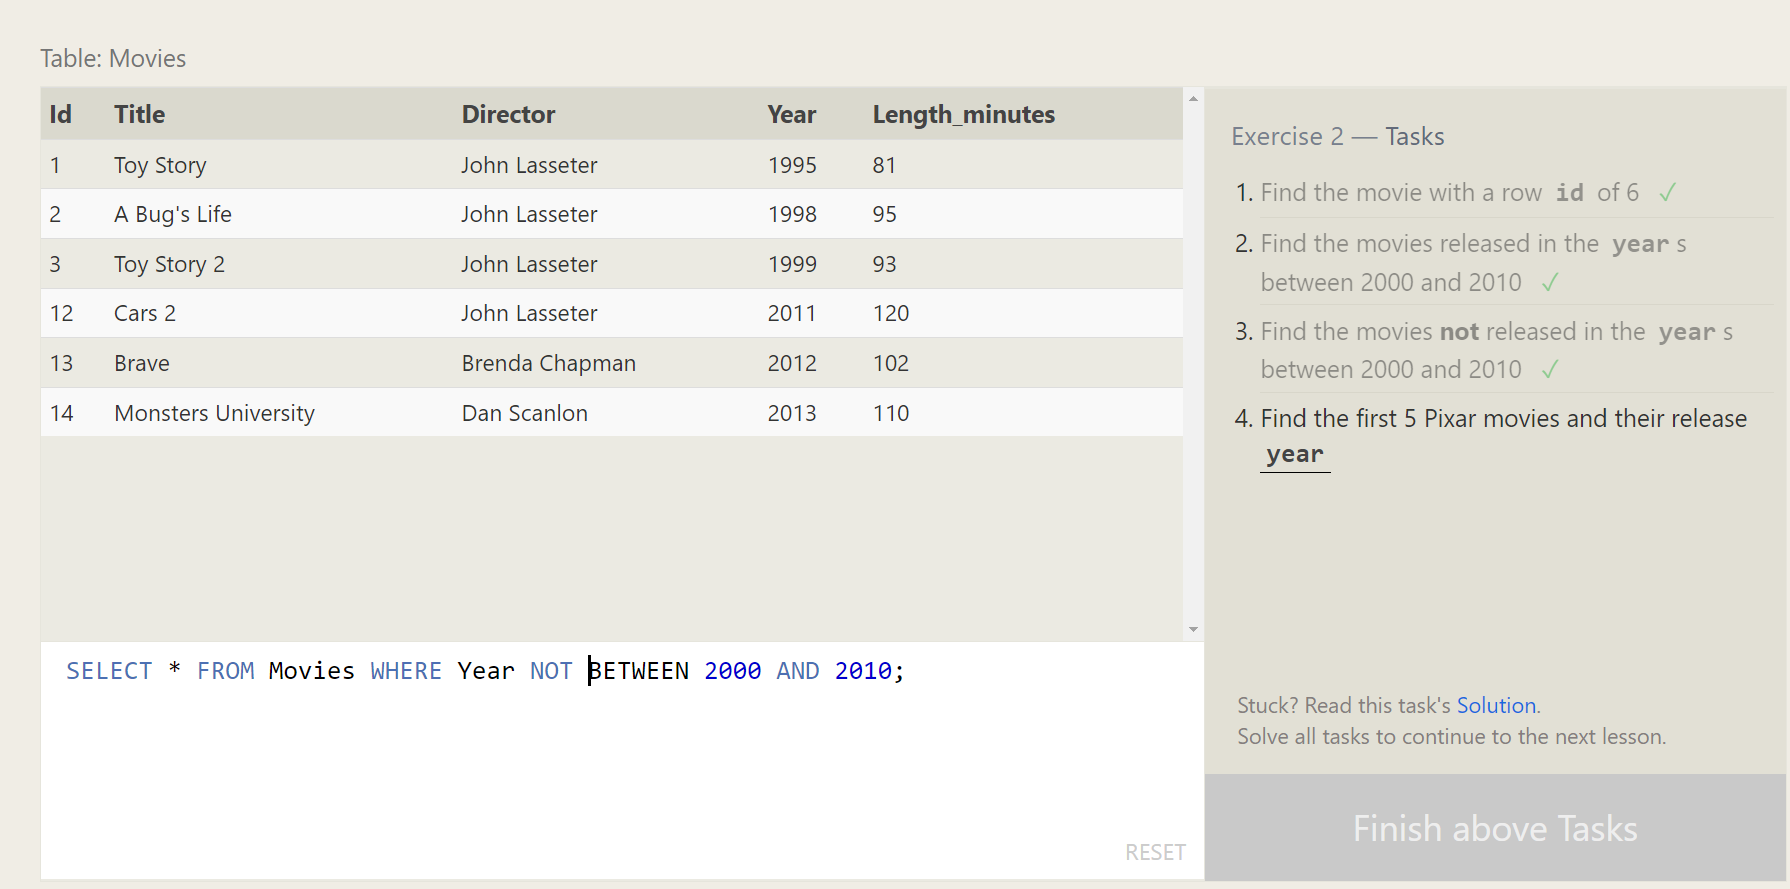 Table: Movies
Id Title Director Year Length_minutes
1 Toy Story John Lasseter 1995 81
2 A Bug's Life John Lasseter 1998 95
3 Toy Story 2 John Lasseter 1999 93
12 Cars 2 John Lasseter 2011 120
13 Brave Brenda Chapman 2012 102
14 Monsters University Dan Scanlon 2013 110
SELECT * FROM Movies WHERE Year NOT BETWEEN 2000 AND 2010;
RESET
Exercise 2 — Tasks
1. Find the movie with a row id of 6 ✓
2. Find the movies released in the year s
between 2000 and 2010 ✓
3. Find the movies not released in the year s
between 2000 and 2010 ✓
4. Find the first 5 Pixar movies and their release
year
Stuck? Read this task's Solution.
Solve all tasks to continue to the next lesson.
Finish above Tasks